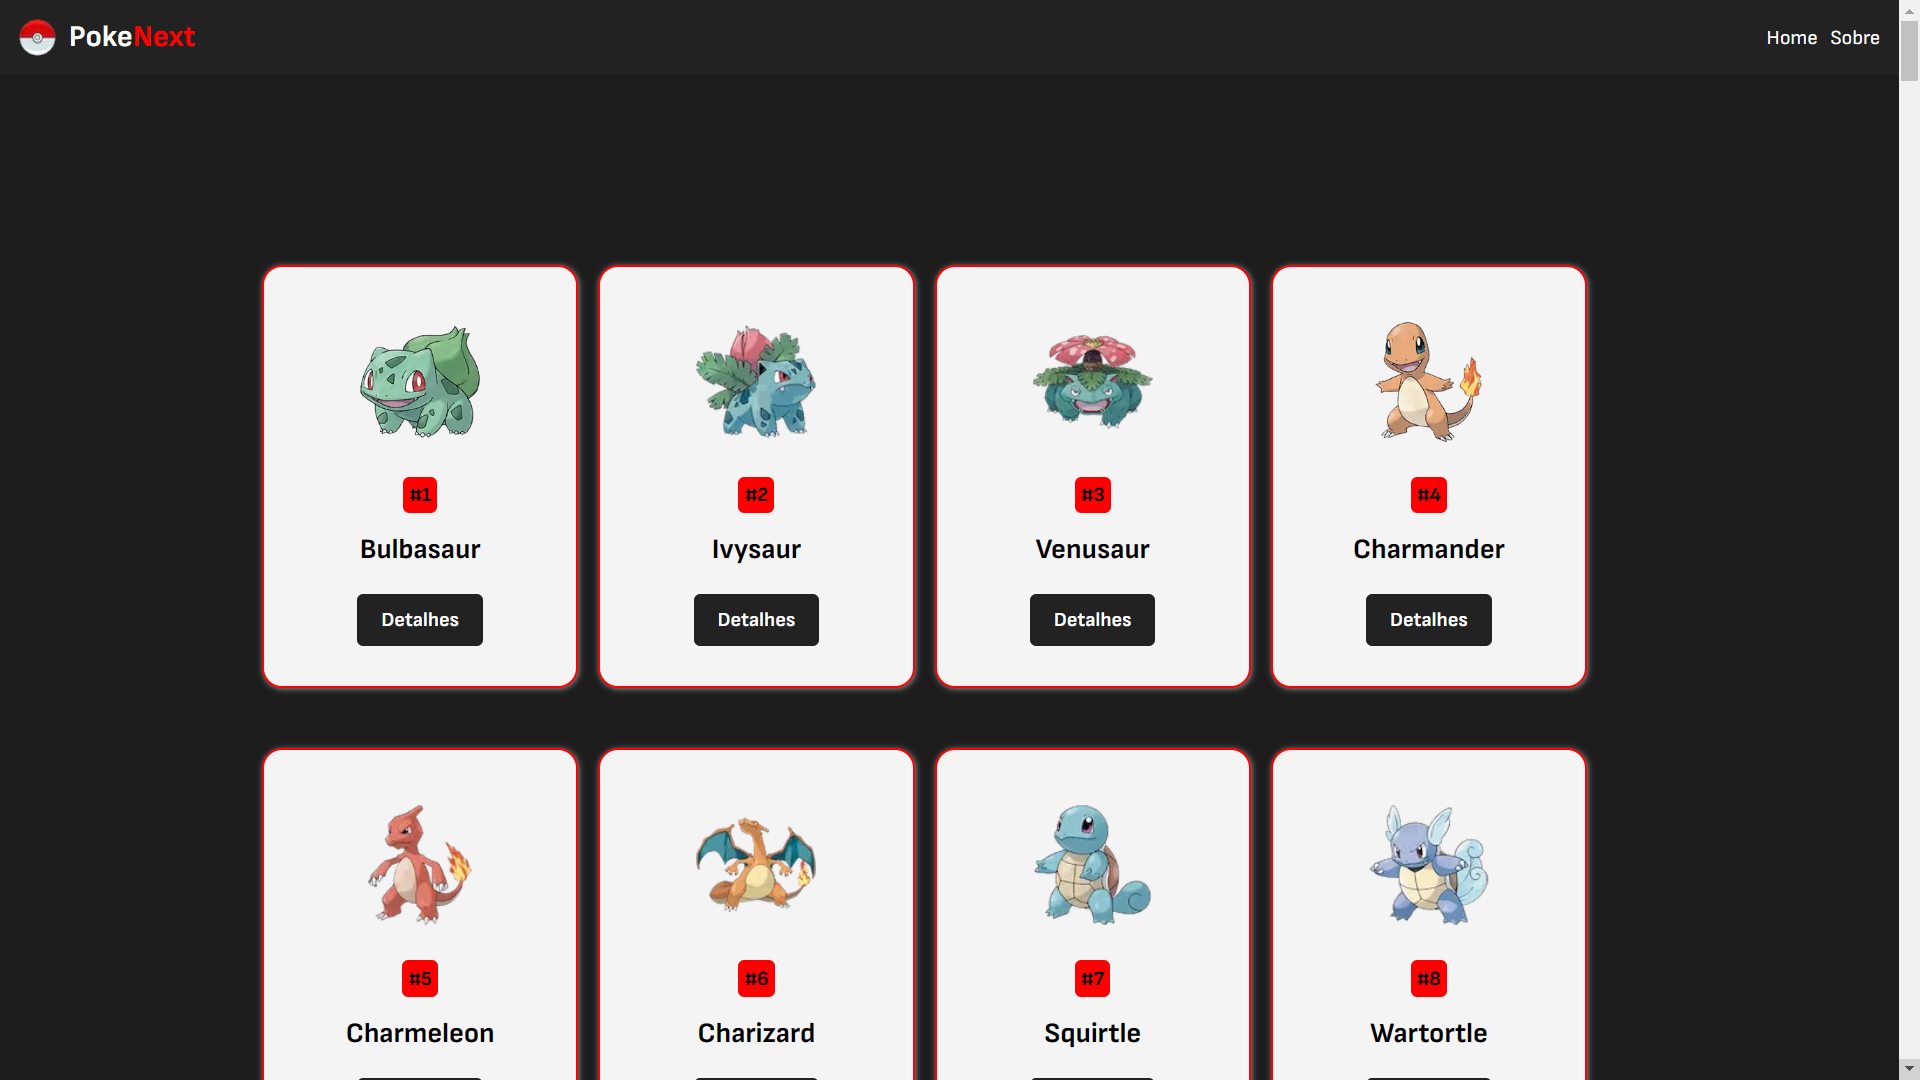 PokeNext
Home Sobre
#1 #2 #3 #4
Bulbasaur Ivysaur Venusaur Charmander
Detalhes Detalhes Detalhes Detalhes
#5 #6 #7 #8
Charmeleon Charizard Squirtle Wartortle